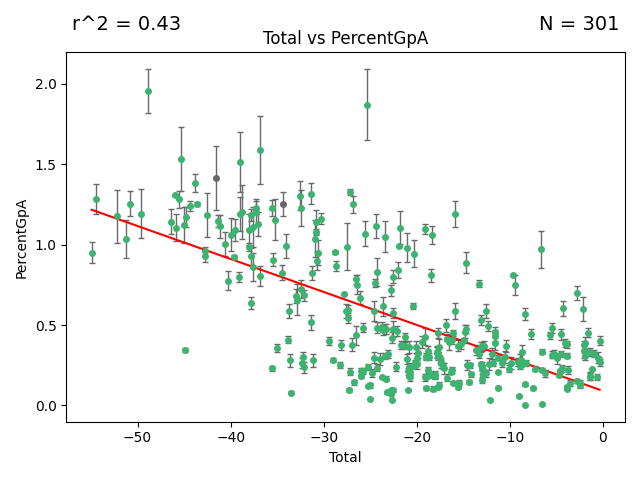 r^2 = 0.43
N = 301
Total vs PercentGpA
PercentGpA
2.0
1.5
1.0
0.5
0.0
−50
−40
−30
−20
−10
0
Total